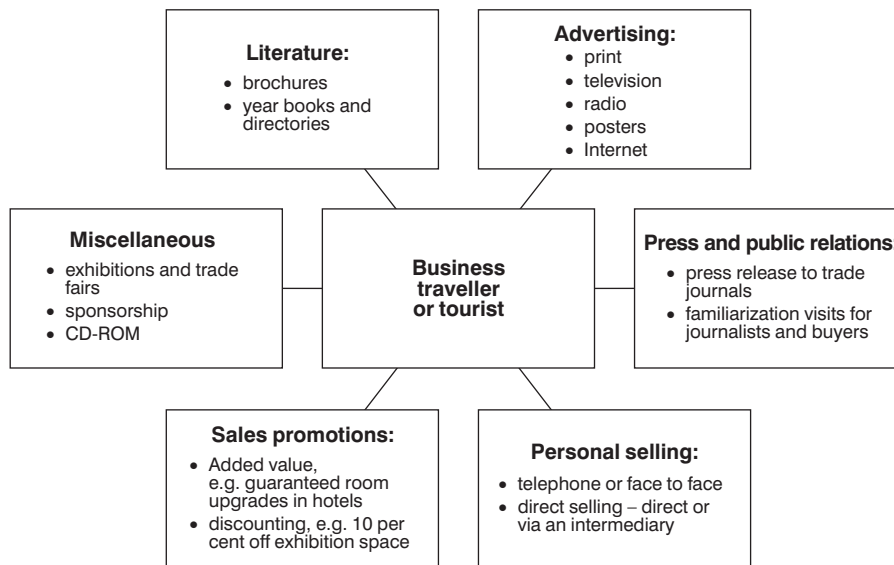 Literature:
• brochures
• year books and
directories
Advertising:
• print
• television
• radio
• posters
• Internet
Miscellaneous
• exhibitions and trade
fairs
• sponsorship
• CD-ROM
Business
traveller
or tourist
Press and public relations:
• press release to trade
journals
• familiarization visits for
journalists and buyers
Sales promotions:
• Added value,
e.g. guaranteed room
upgrades in hotels
• discounting, e.g. 10 per
cent off exhibition space
Personal selling:
• telephone or face to face
• direct selling – direct or
via an intermediary